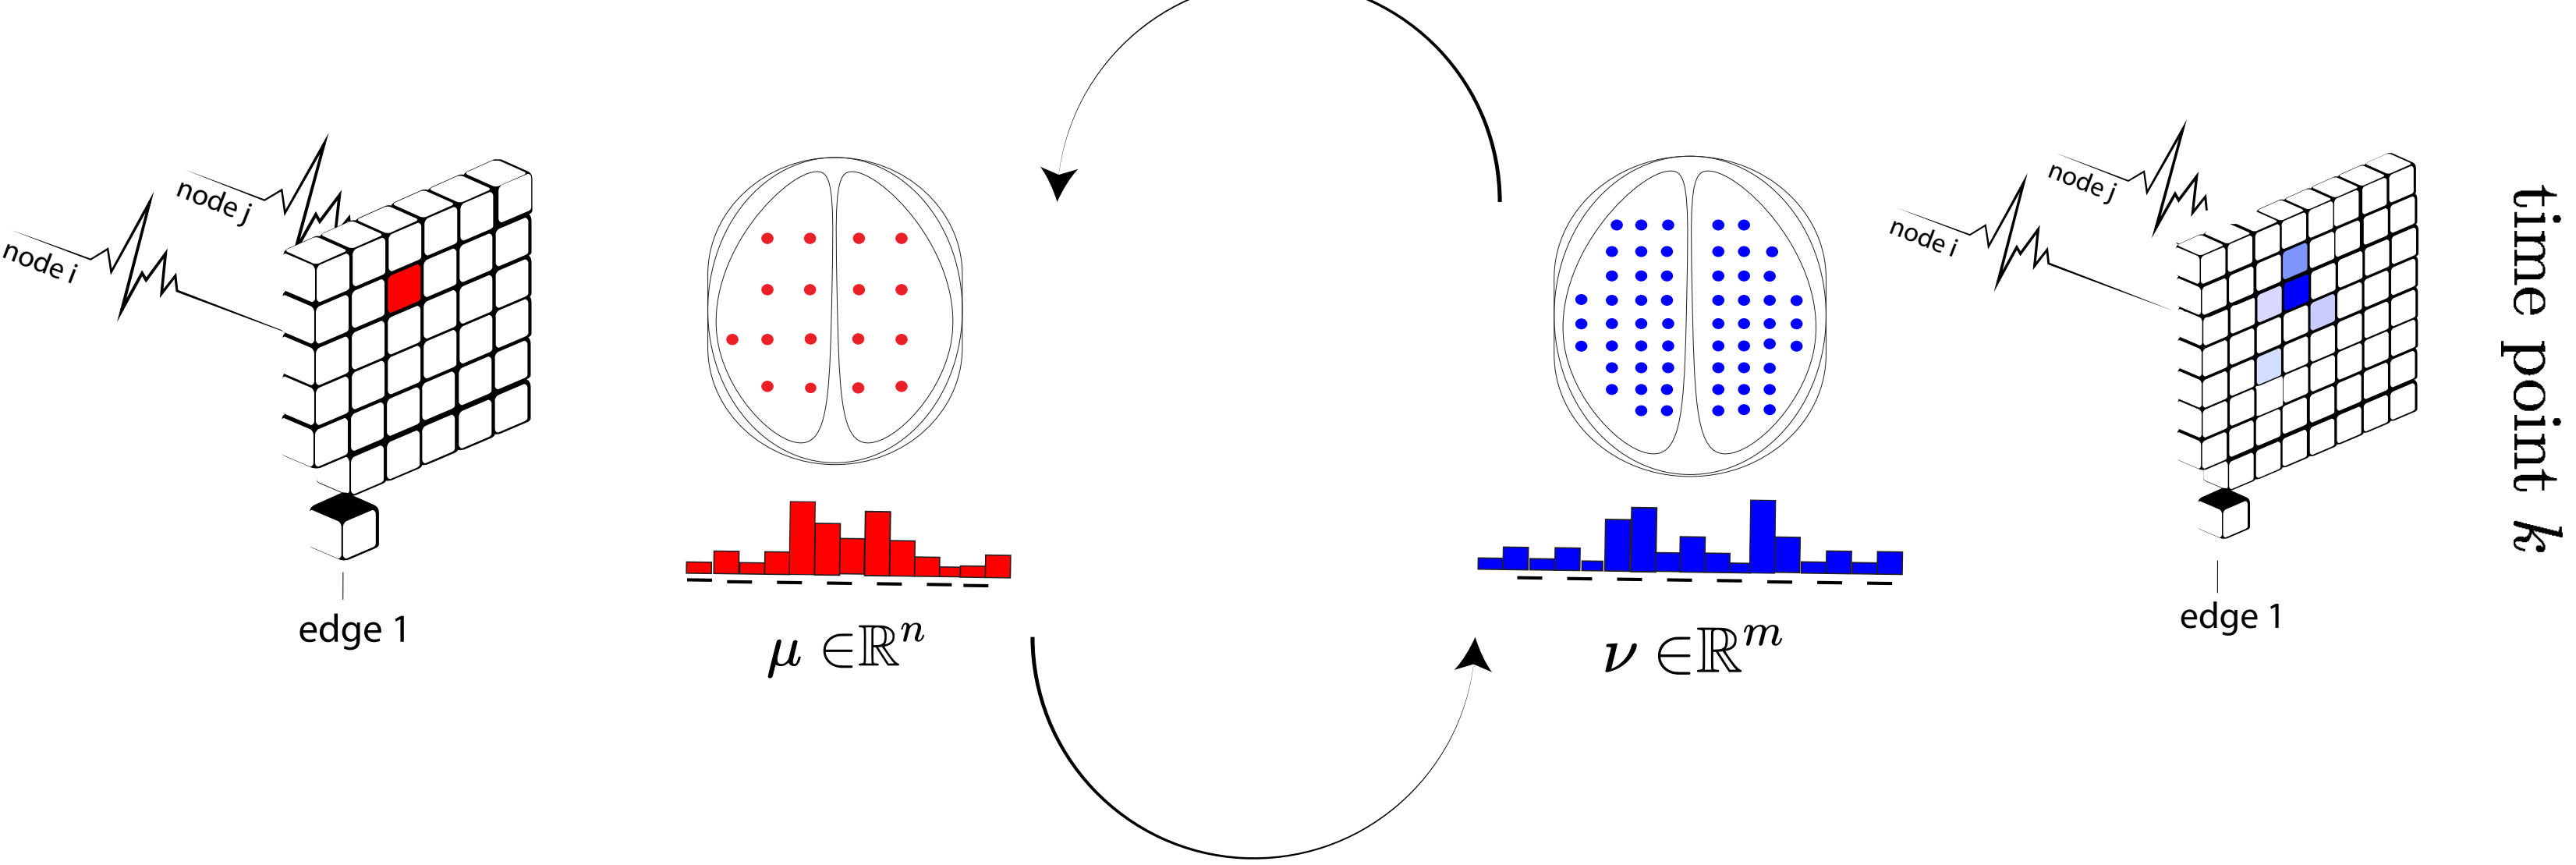 node j
node i
edge 1
μ ∈ℝⁿ
ν ∈ℝᵐ
node j
node i
edge 1
time point k